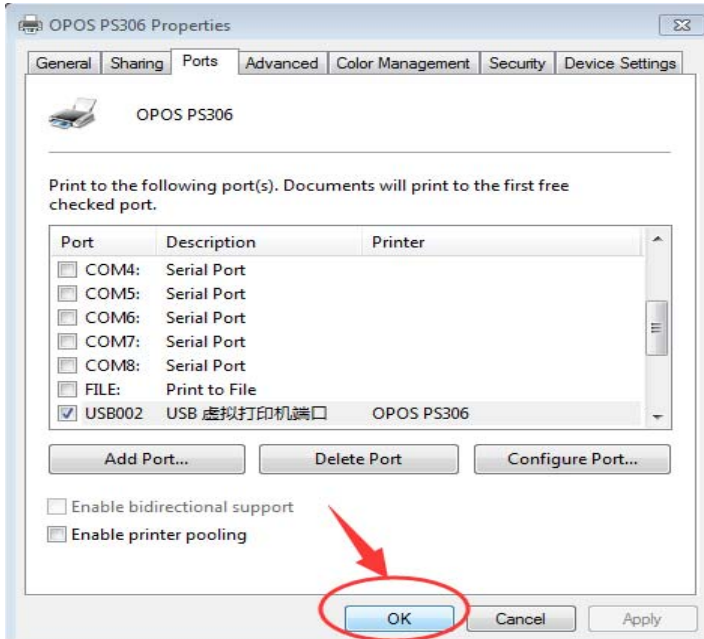 OPOS PS306 Properties
General Sharing Ports Advanced Color Management Security Device Settings
OPOS PS306
Print to the following port(s). Documents will print to the first free
checked port.
Port Description Printer
COM4: Serial Port
COM5: Serial Port
COM6: Serial Port
COM7: Serial Port
COM8: Serial Port
FILE: Print to File
USB002 USB 虚拟打印机端口 OPOS PS306
Add Port... Delete Port Configure Port...
Enable bidirectional support
Enable printer pooling
OK Cancel Apply